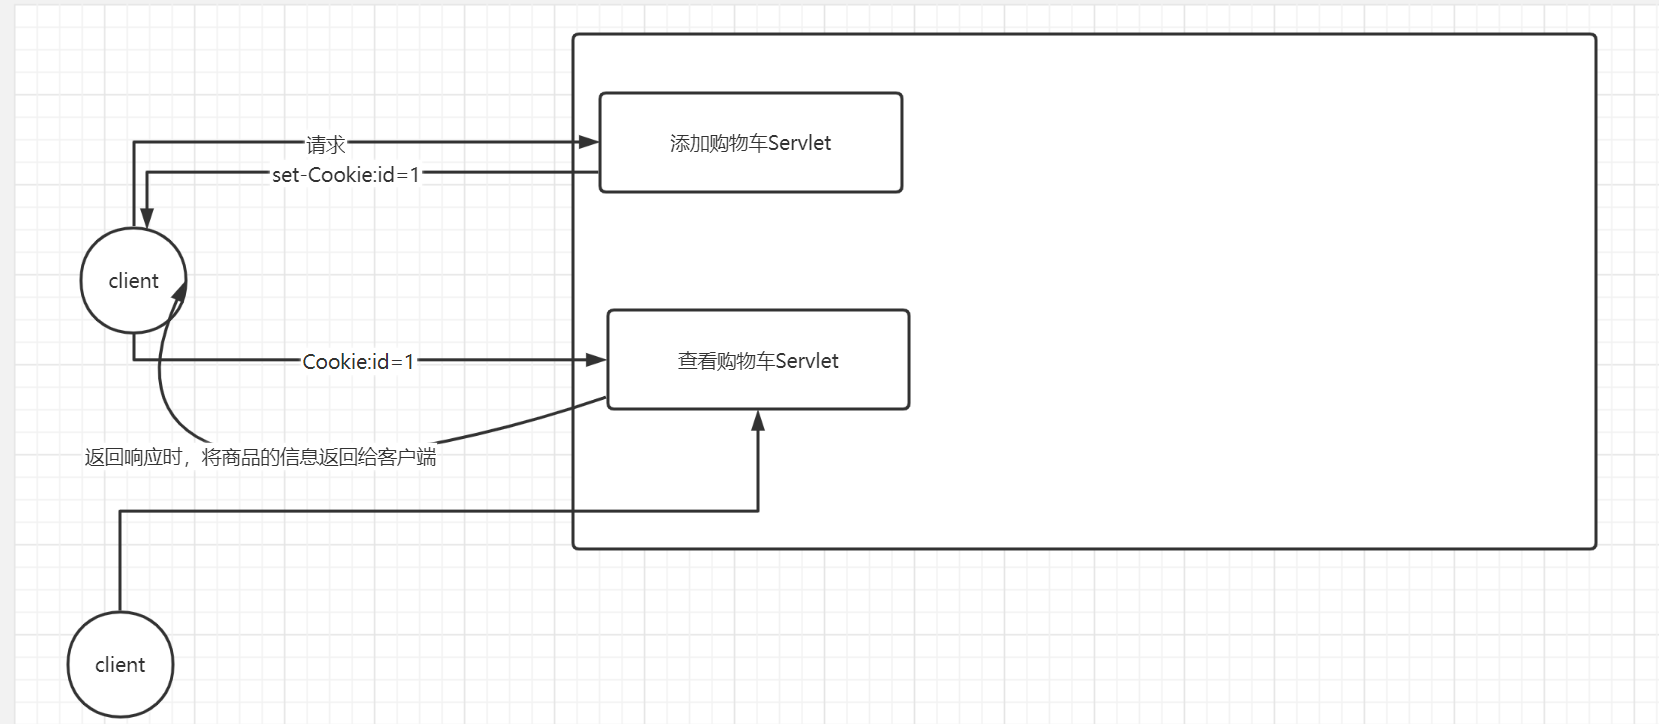 请求
添加购物车Servlet
set-Cookie:id=1
client
Cookie:id=1
查看购物车Servlet
返回响应时，将商品的信息返回给客户端
client